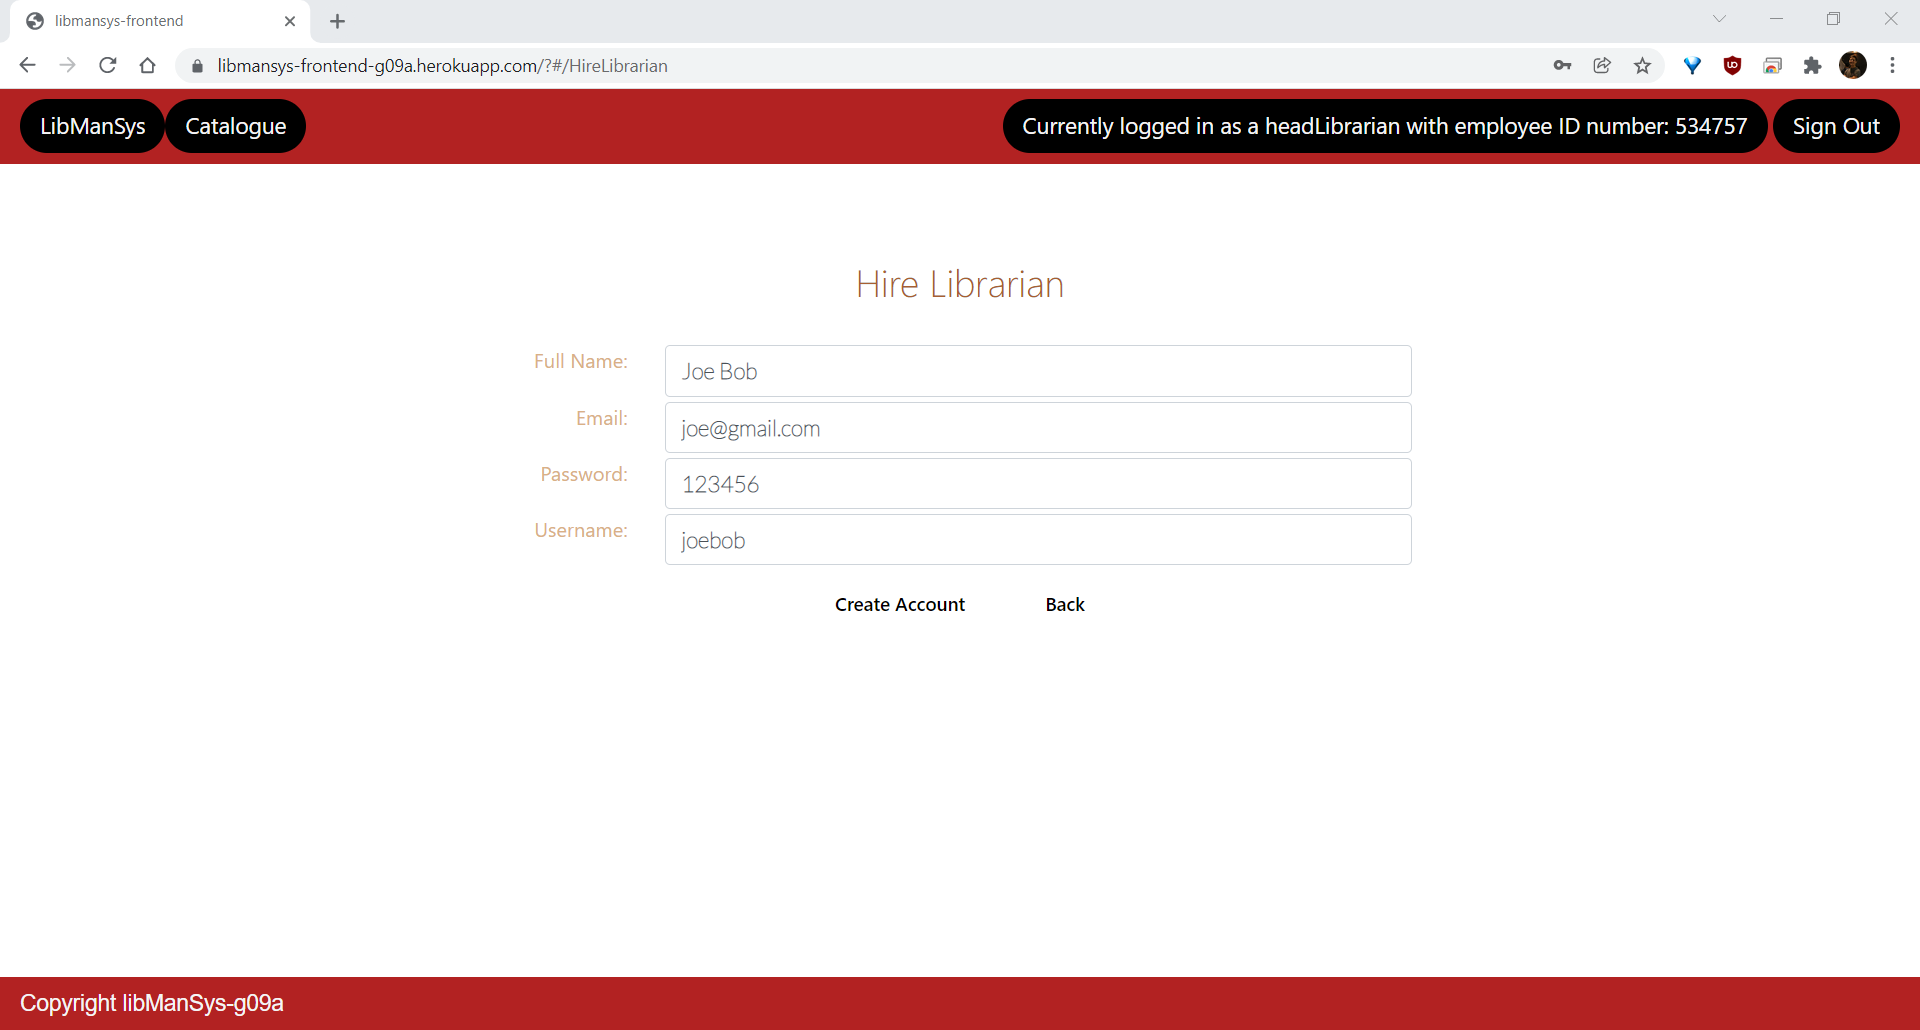 libmansys-frontend
libmansys-frontend-g09a.herokuapp.com/?#/HireLibrarian
LibManSys Catalogue Currently logged in as a headLibrarian with employee ID number: 534757 Sign Out
Hire Librarian
Full Name: Joe Bob
Email: joe@gmail.com
Password: 123456
Username: joebob
Create Account Back
Copyright libManSys-g09a